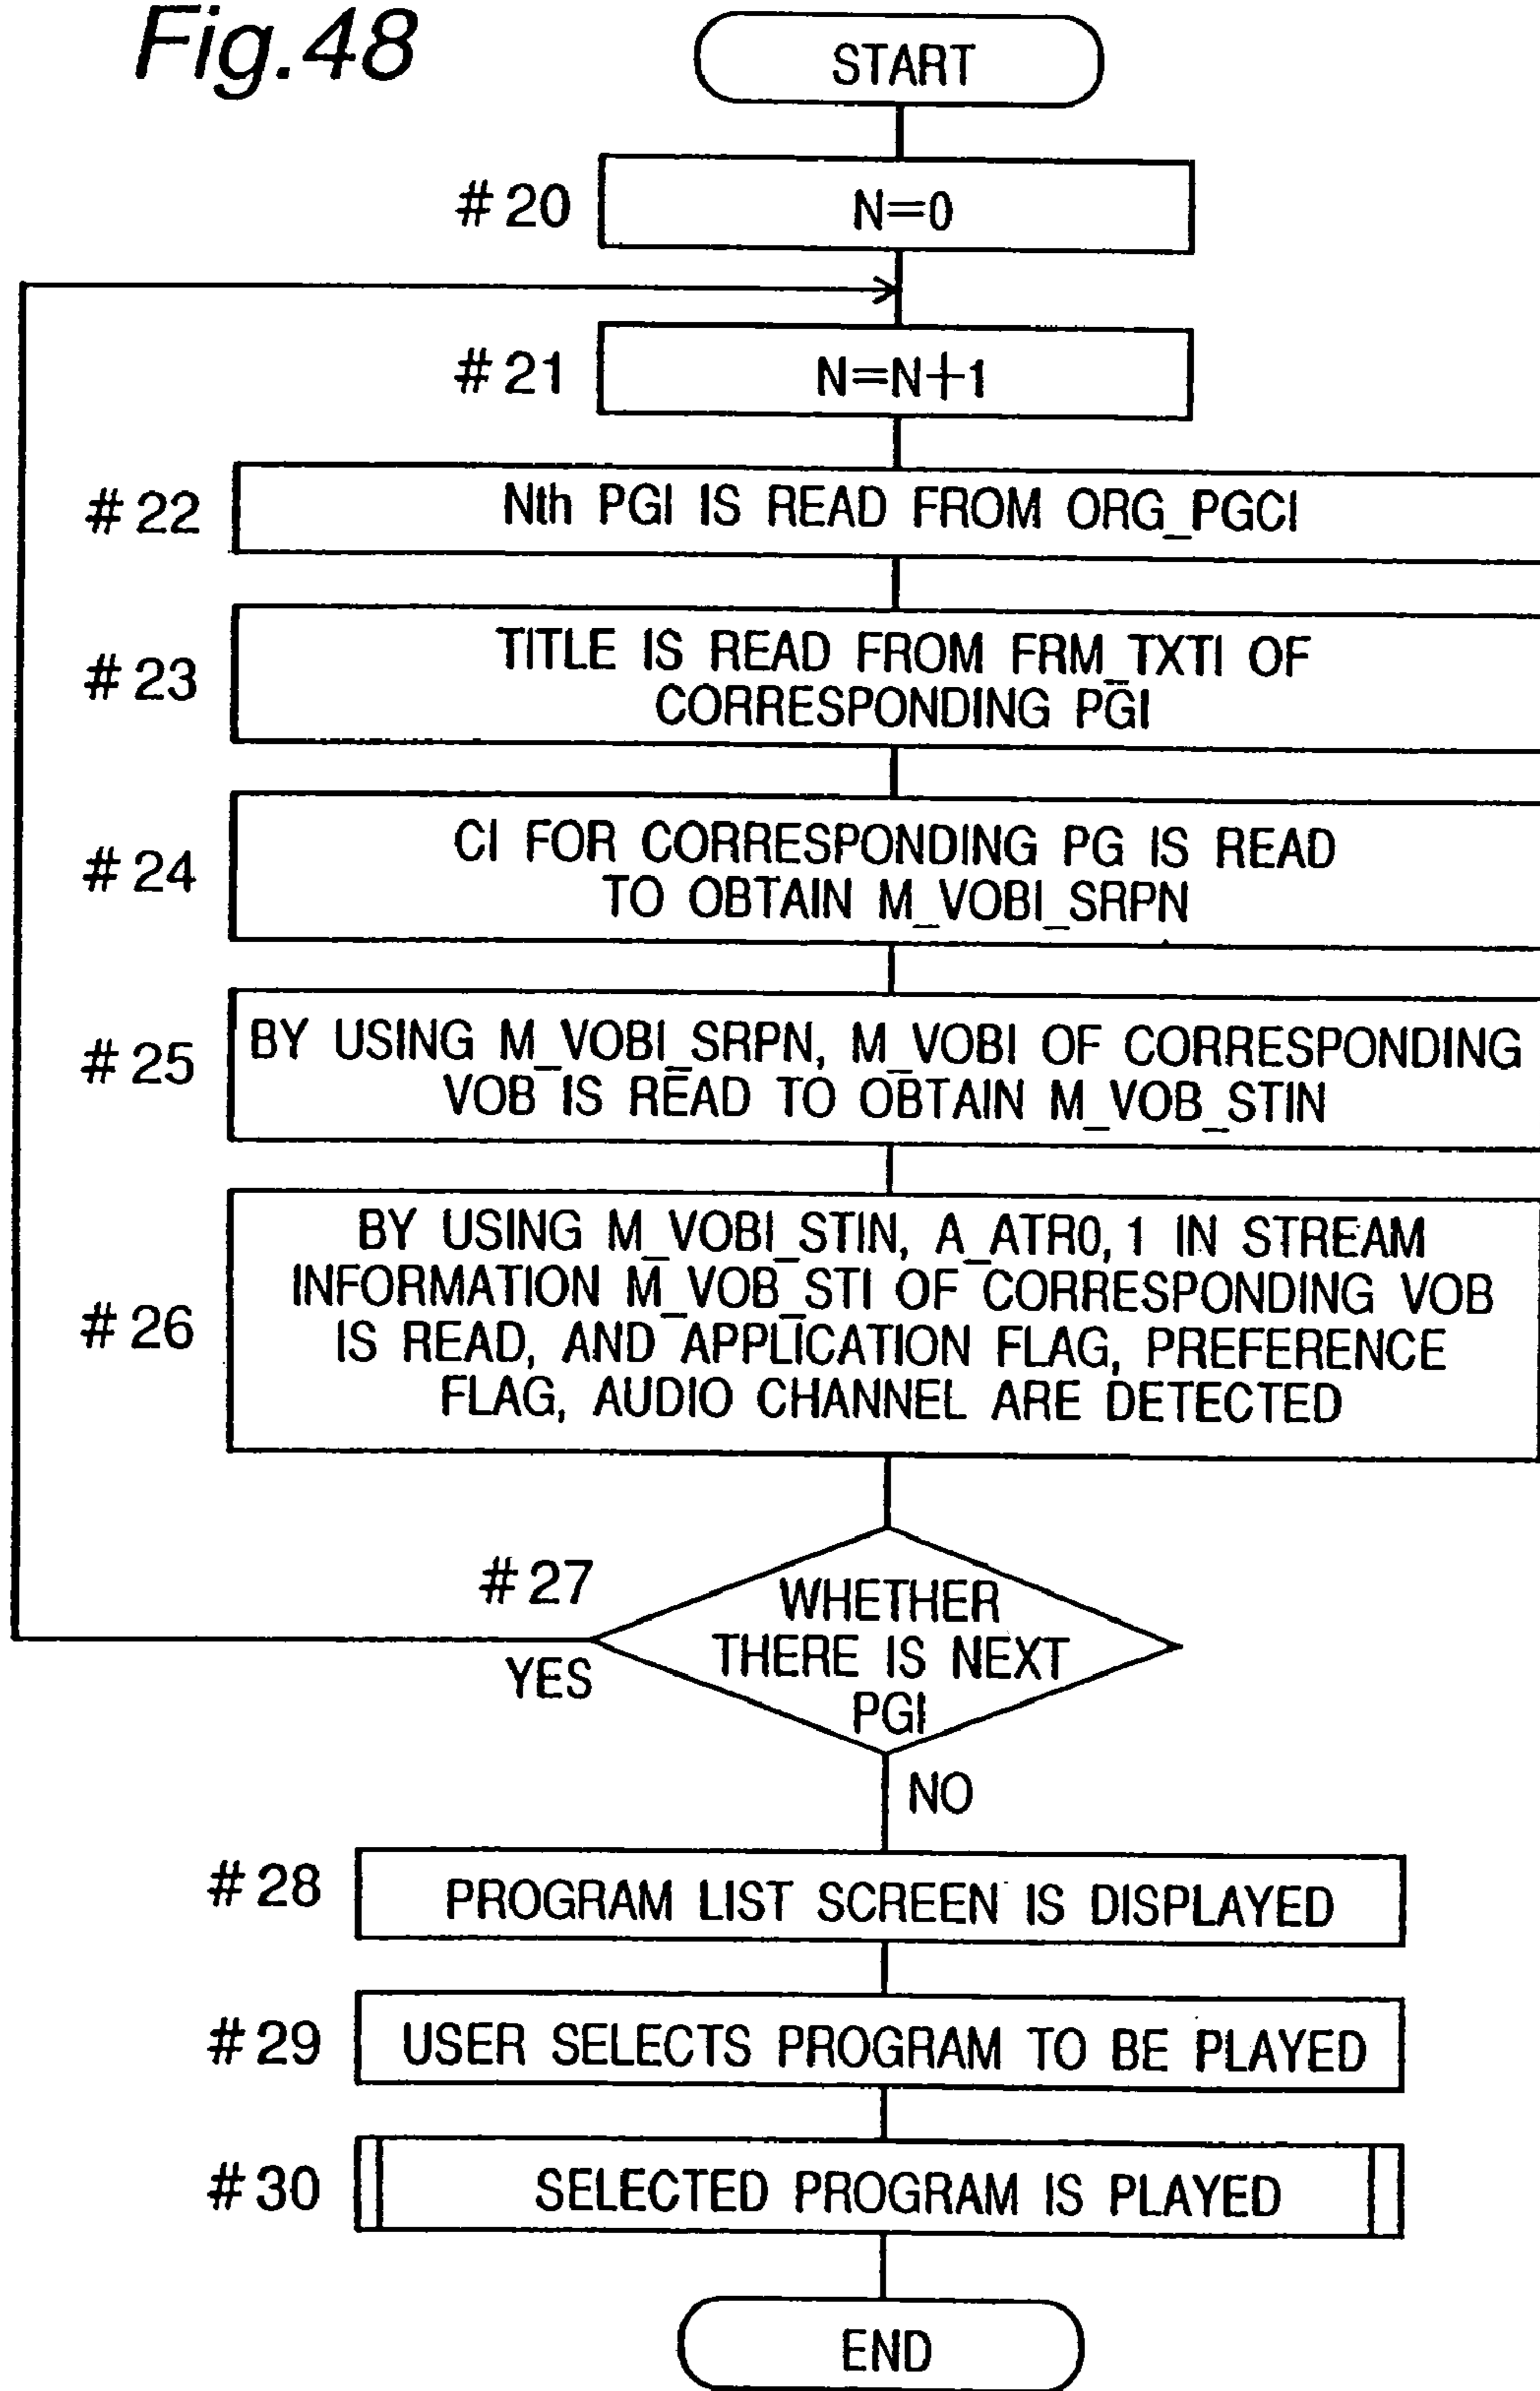 Fig.48
START
#20
N=0
#21
N=N+1
#22
Nth PGI IS READ FROM ORG_PGCI
#23
TITLE IS READ FROM FRM_TXTI OF
CORRESPONDING PGI
#24
CI FOR CORRESPONDING PG IS READ
TO OBTAIN M_VOBI_SRPN
#25
BY USING M_VOBI_SRPN, M_VOBI OF CORRESPONDING
VOB IS READ TO OBTAIN M_VOB_STIN
#26
BY USING M_VOBI_STIN, A_ATR0, 1 IN STREAM
INFORMATION M_VOB_STI OF CORRESPONDING VOB
IS READ, AND APPLICATION FLAG, PREFERENCE
FLAG, AUDIO CHANNEL ARE DETECTED
#27
WHETHER
THERE IS NEXT
PGI
YES
NO
#28
PROGRAM LIST SCREEN IS DISPLAYED
#29
USER SELECTS PROGRAM TO BE PLAYED
#30
SELECTED PROGRAM IS PLAYED
END